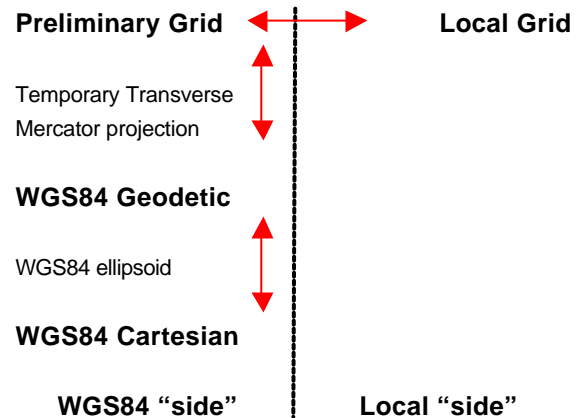 Preliminary Grid Local Grid
Temporary Transverse
Mercator projection
WGS84 Geodetic
WGS84 ellipsoid
WGS84 Cartesian
WGS84 “side” Local “side”